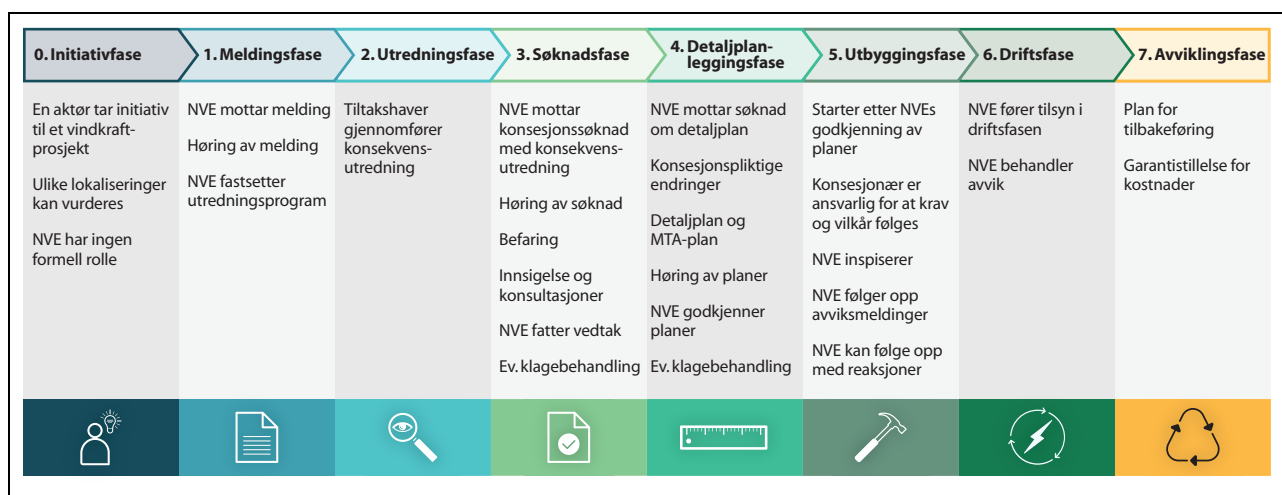 0. Initiativfase
1. Meldingsfase
2. Utredningsfase
3. Søknadsfase
4. Detaljplan-
leggingsfase
5. Utbyggingsfase
6. Driftsfase
7. Avviklingsfase
En aktør tar initiativ
til et vindkraft-
prosjekt
Ulike lokaliseringer
kan vurderes
NVE har ingen
formell rolle
NVE mottar melding
Høring av melding
NVE fastsetter
utredningsprogram
Tiltakshaver
gjennomfører
konsekvens-
utredning
NVE mottar
konsesjonssøknad
med konsekvens-
utredning
Høring av søknad
Befaring
Innsigelse og
konsultasjoner
NVE fatter vedtak
Ev. klagebehandling
NVE mottar søknad
om detaljplan
Konsesjonspliktige
endringer
Detaljplan og
MTA-plan
Høring av planer
NVE godkjenner
planer
Ev. klagebehandling
Starter etter NVEs
godkjenning av
planer
Konsesjonær er
ansvarlig for at krav
og vilkår følges
NVE inspiserer
NVE følger opp
avviksmeldinger
NVE kan følge opp
med reaksjoner
NVE fører tilsyn i
driftsfasen
NVE behandler
avvik
Plan for
tilbakeføring
Garantistillelse for
kostnader